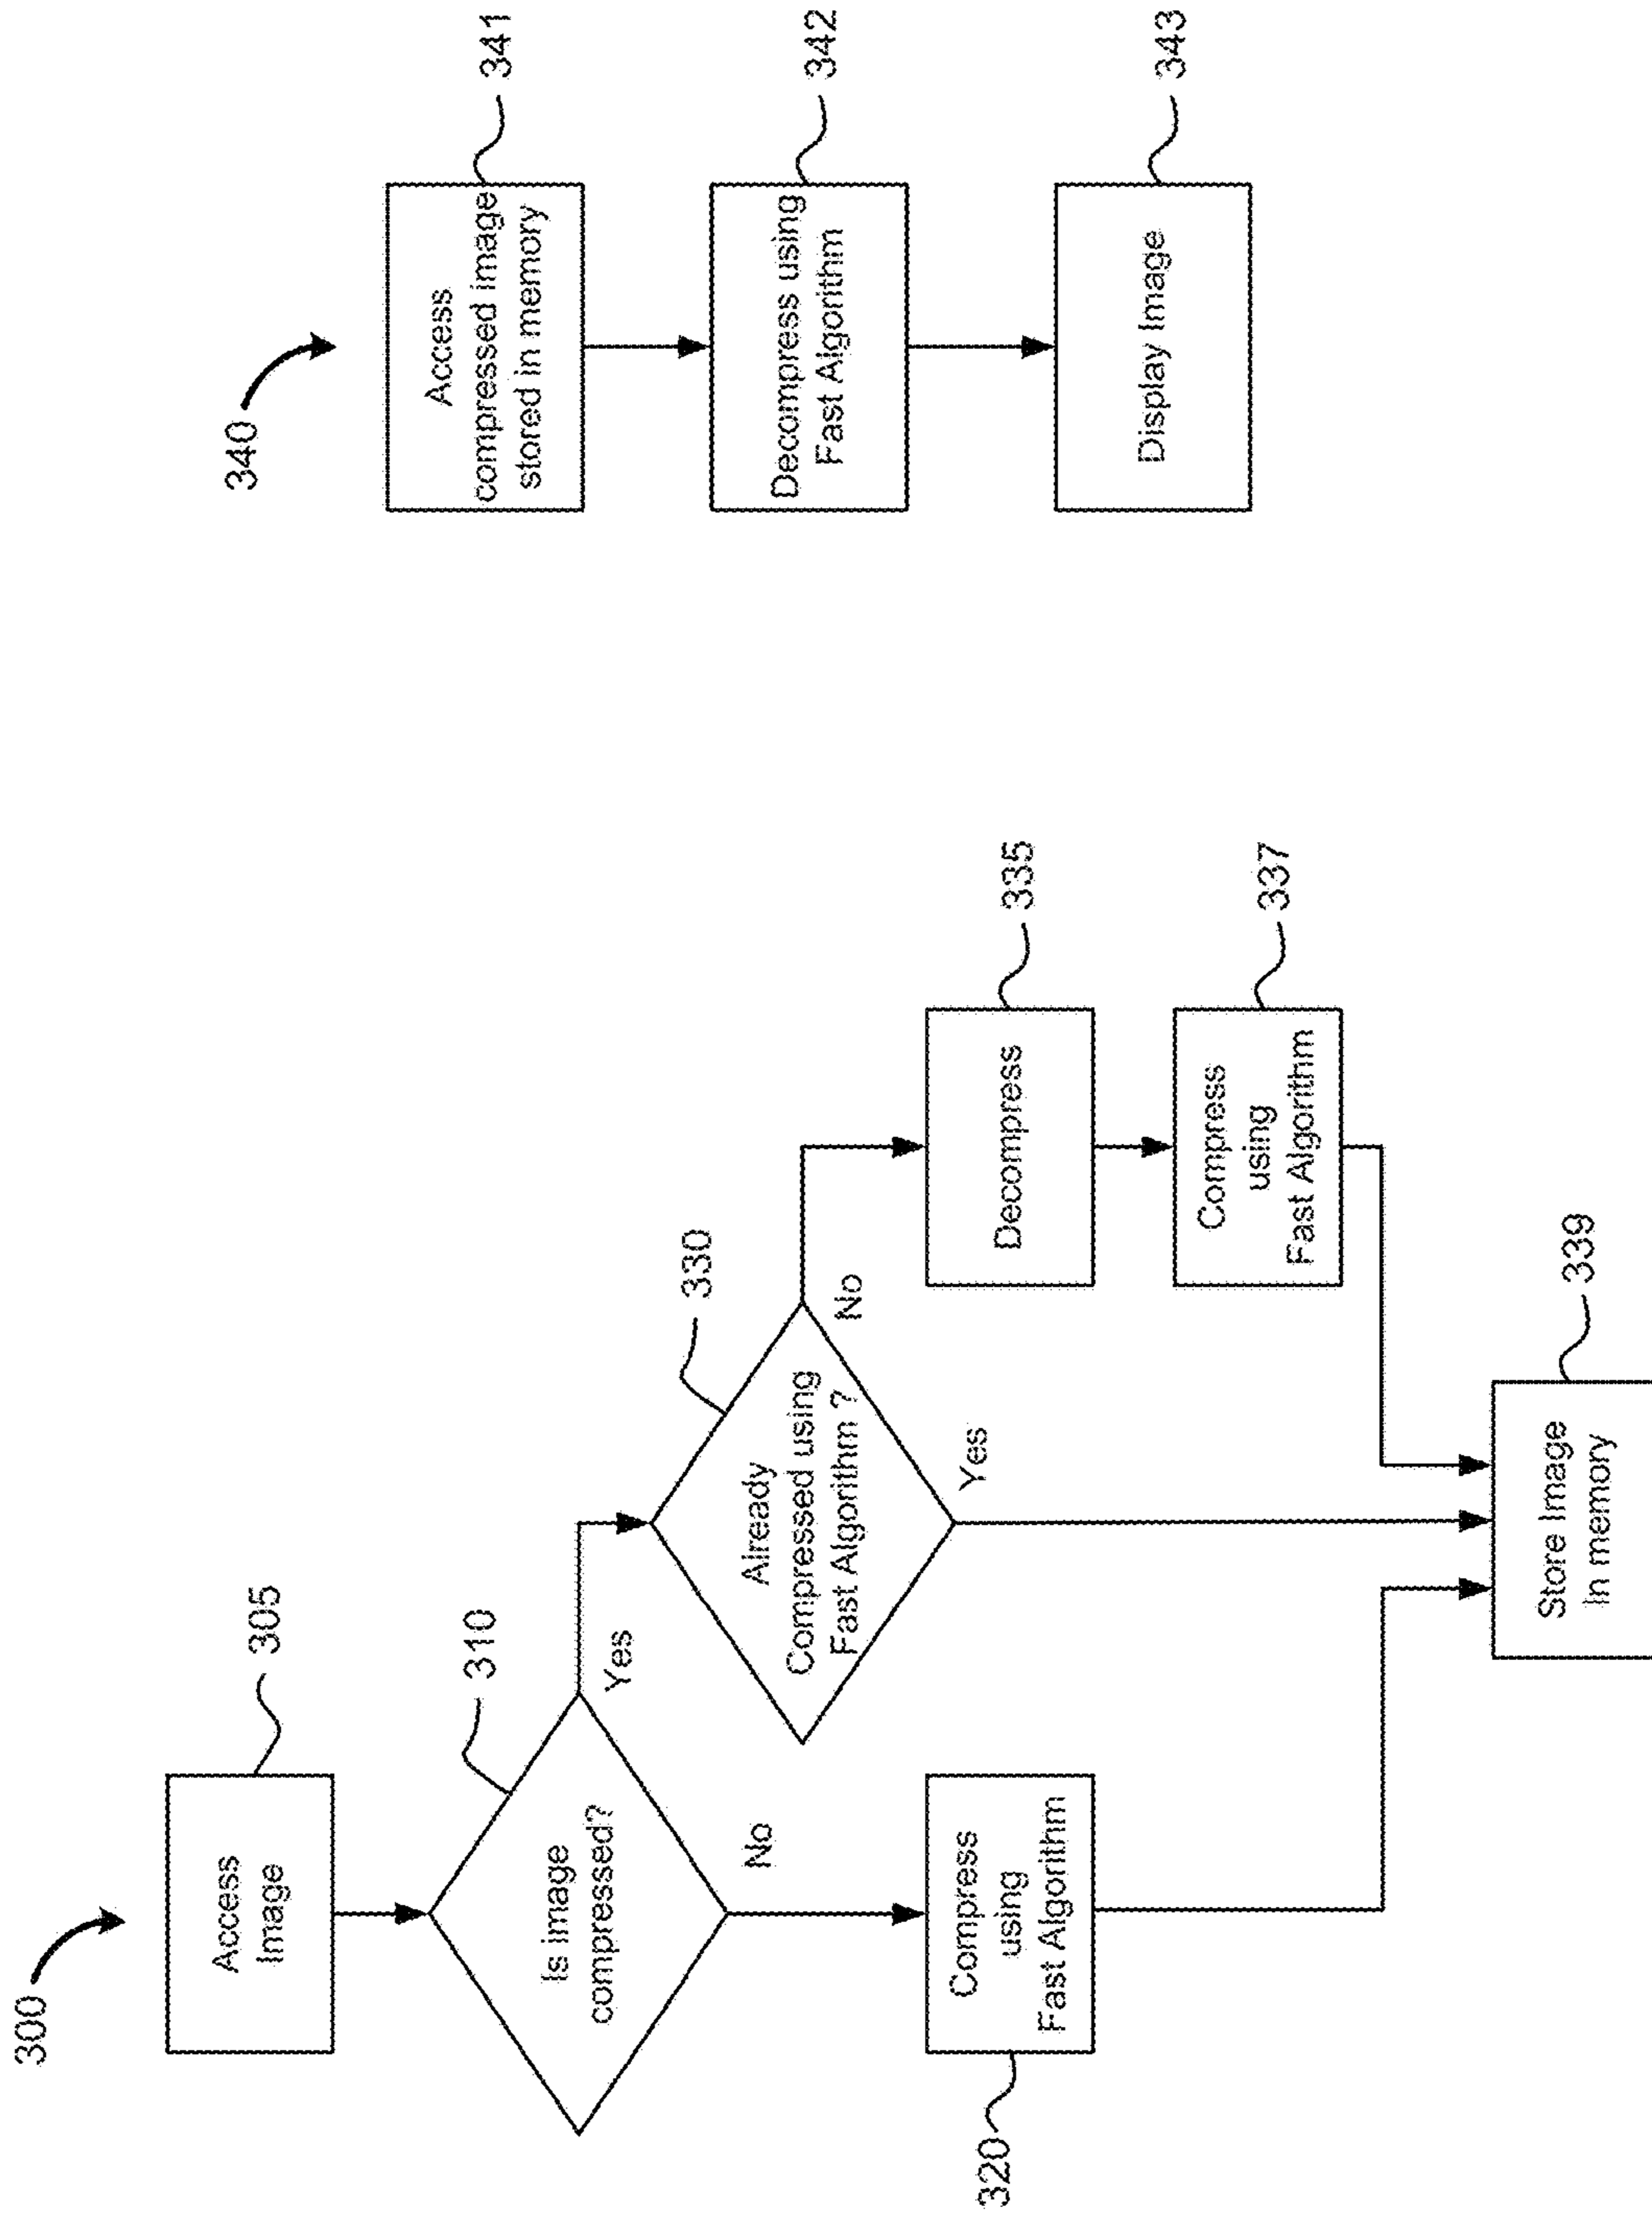 300
Access
Image
305
Is image
compressed?
310
Yes
No
Compress
using
Fast Algorithm
320
Already
Compressed using
Fast Algorithm ?
330
No
Yes
Decompress
335
Compress
using
Fast Algorithm
337
Store Image
In memory
339
340
Access
compressed image
stored in memory
341
Decompress using
Fast Algorithm
342
Display Image
343